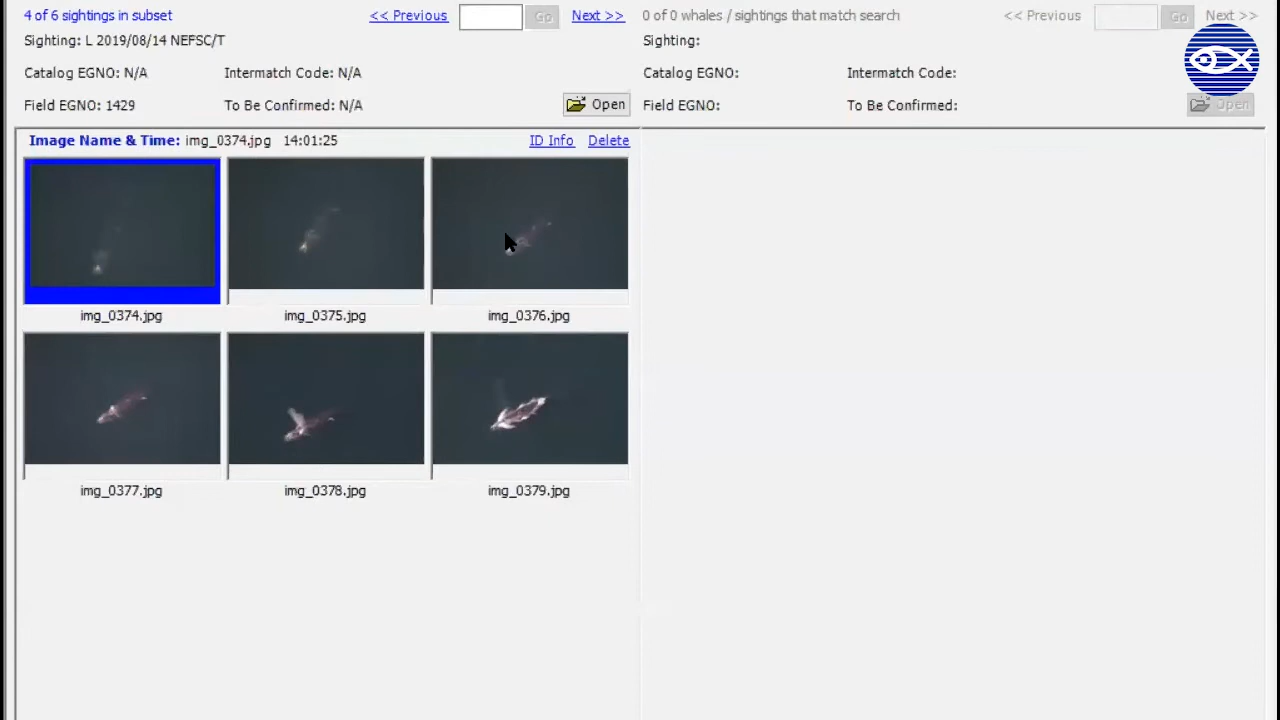 4 of 6 sightings in subset << Previous Go Next >>
Sighting: L 2019/08/14 NEFSC/T
Catalog EGNO: N/A Intermatch Code: N/A
Field EGNO: 1429 To Be Confirmed: N/A Open
Image Name & Time: img_0374.jpg 14:01:25 ID Info Delete
img_0374.jpg img_0375.jpg img_0376.jpg
img_0377.jpg img_0378.jpg img_0379.jpg
0 of 0 whales / sightings that match search << Previous Go Next >>
Sighting:
Catalog EGNO: Intermatch Code:
Field EGNO: To Be Confirmed: Open